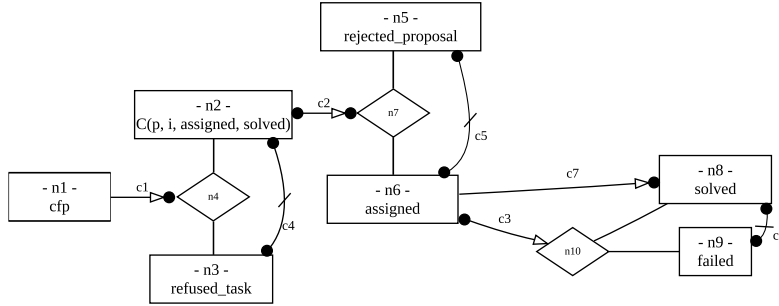 - n5 -
rejected_proposal
- n2 -
C(p, i, assigned, solved)
c2
n7
c5
- n1 -
cfp
c1
n4
c4
- n3 -
refused_task
- n6 -
assigned
c7
c3
n10
- n8 -
solved
- n9 -
failed
c